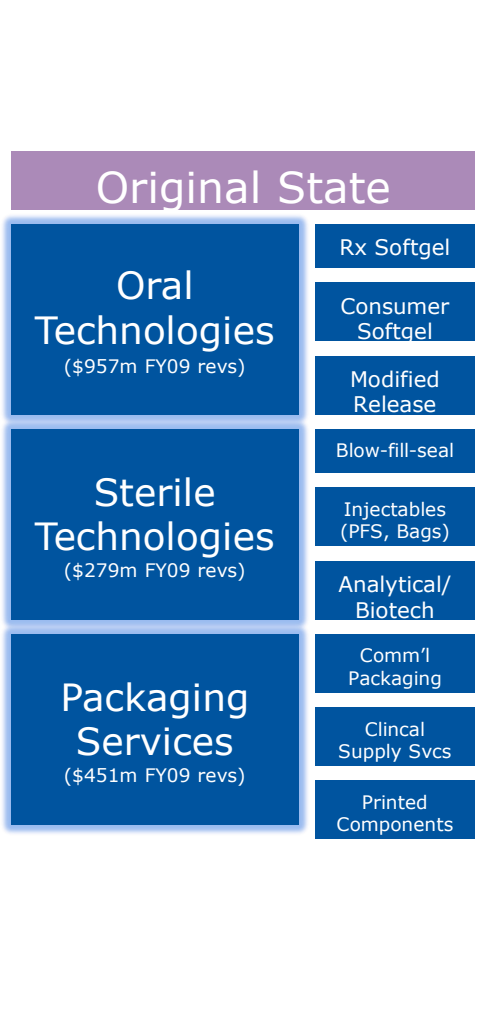 Original State
Oral
Technologies
($957m FY09 revs)
Rx Softgel
Consumer
Softgel
Modified
Release
Sterile
Technologies
($279m FY09 revs)
Blow-fill-seal
Injectables
(PFS, Bags)
Analytical/
Biotech
Packaging
Services
($451m FY09 revs)
Comm’l
Packaging
Clincal
Supply Svcs
Printed
Components